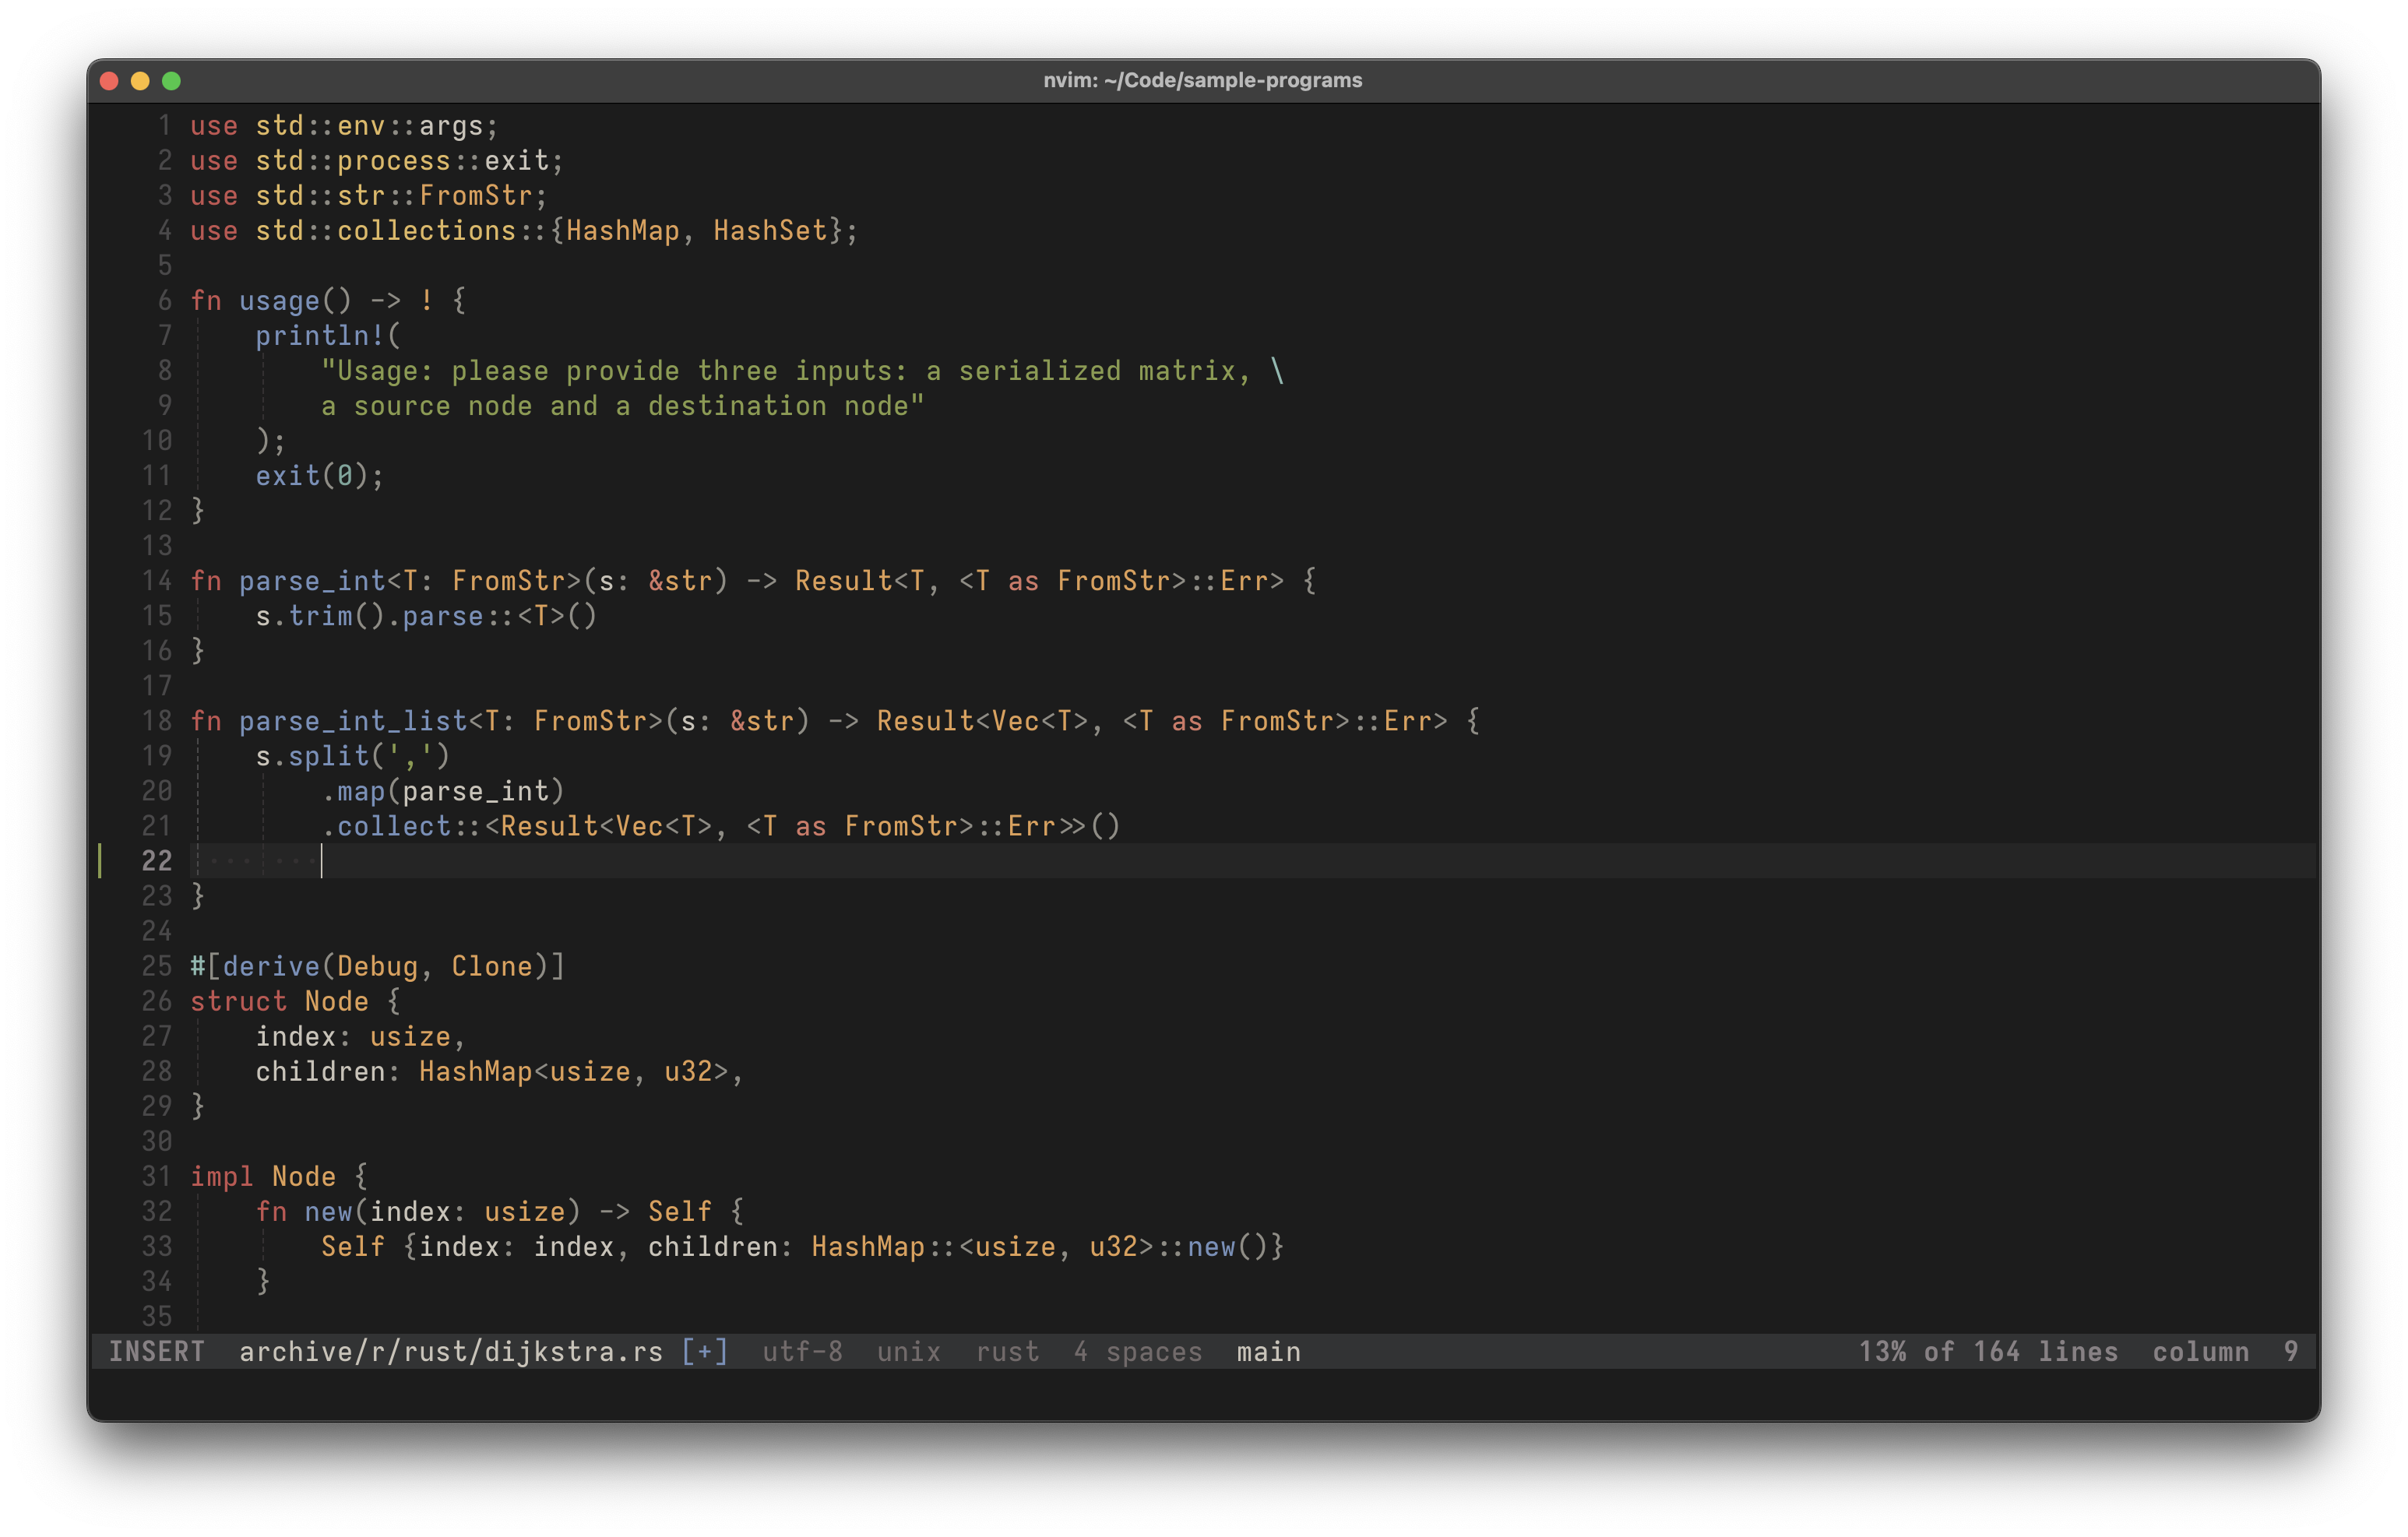 nvim: ~/Code/sample-programs
1 use std::env::args;
2 use std::process::exit;
3 use std::str::FromStr;
4 use std::collections::{HashMap, HashSet};
5
6 fn usage() -> ! {
7     println!(
8         "Usage: please provide three inputs: a serialized matrix, \
9         a source node and a destination node"
10     );
11     exit(0);
12 }
13
14 fn parse_int<T: FromStr>(s: &str) -> Result<T, <T as FromStr>::Err> {
15     s.trim().parse::<T>()
16 }
17
18 fn parse_int_list<T: FromStr>(s: &str) -> Result<Vec<T>, <T as FromStr>::Err> {
19     s.split(',')
20         .map(parse_int)
21         .collect::<Result<Vec<T>, <T as FromStr>::Err>>()
22
23 }
24
25 #[derive(Debug, Clone)]
26 struct Node {
27     index: usize,
28     children: HashMap<usize, u32>,
29 }
30
31 impl Node {
32     fn new(index: usize) -> Self {
33         Self {index: index, children: HashMap::<usize, u32>::new()}
34     }
35
INSERT archive/r/rust/dijkstra.rs [+] utf-8 unix rust 4 spaces main 13% of 164 lines column 9